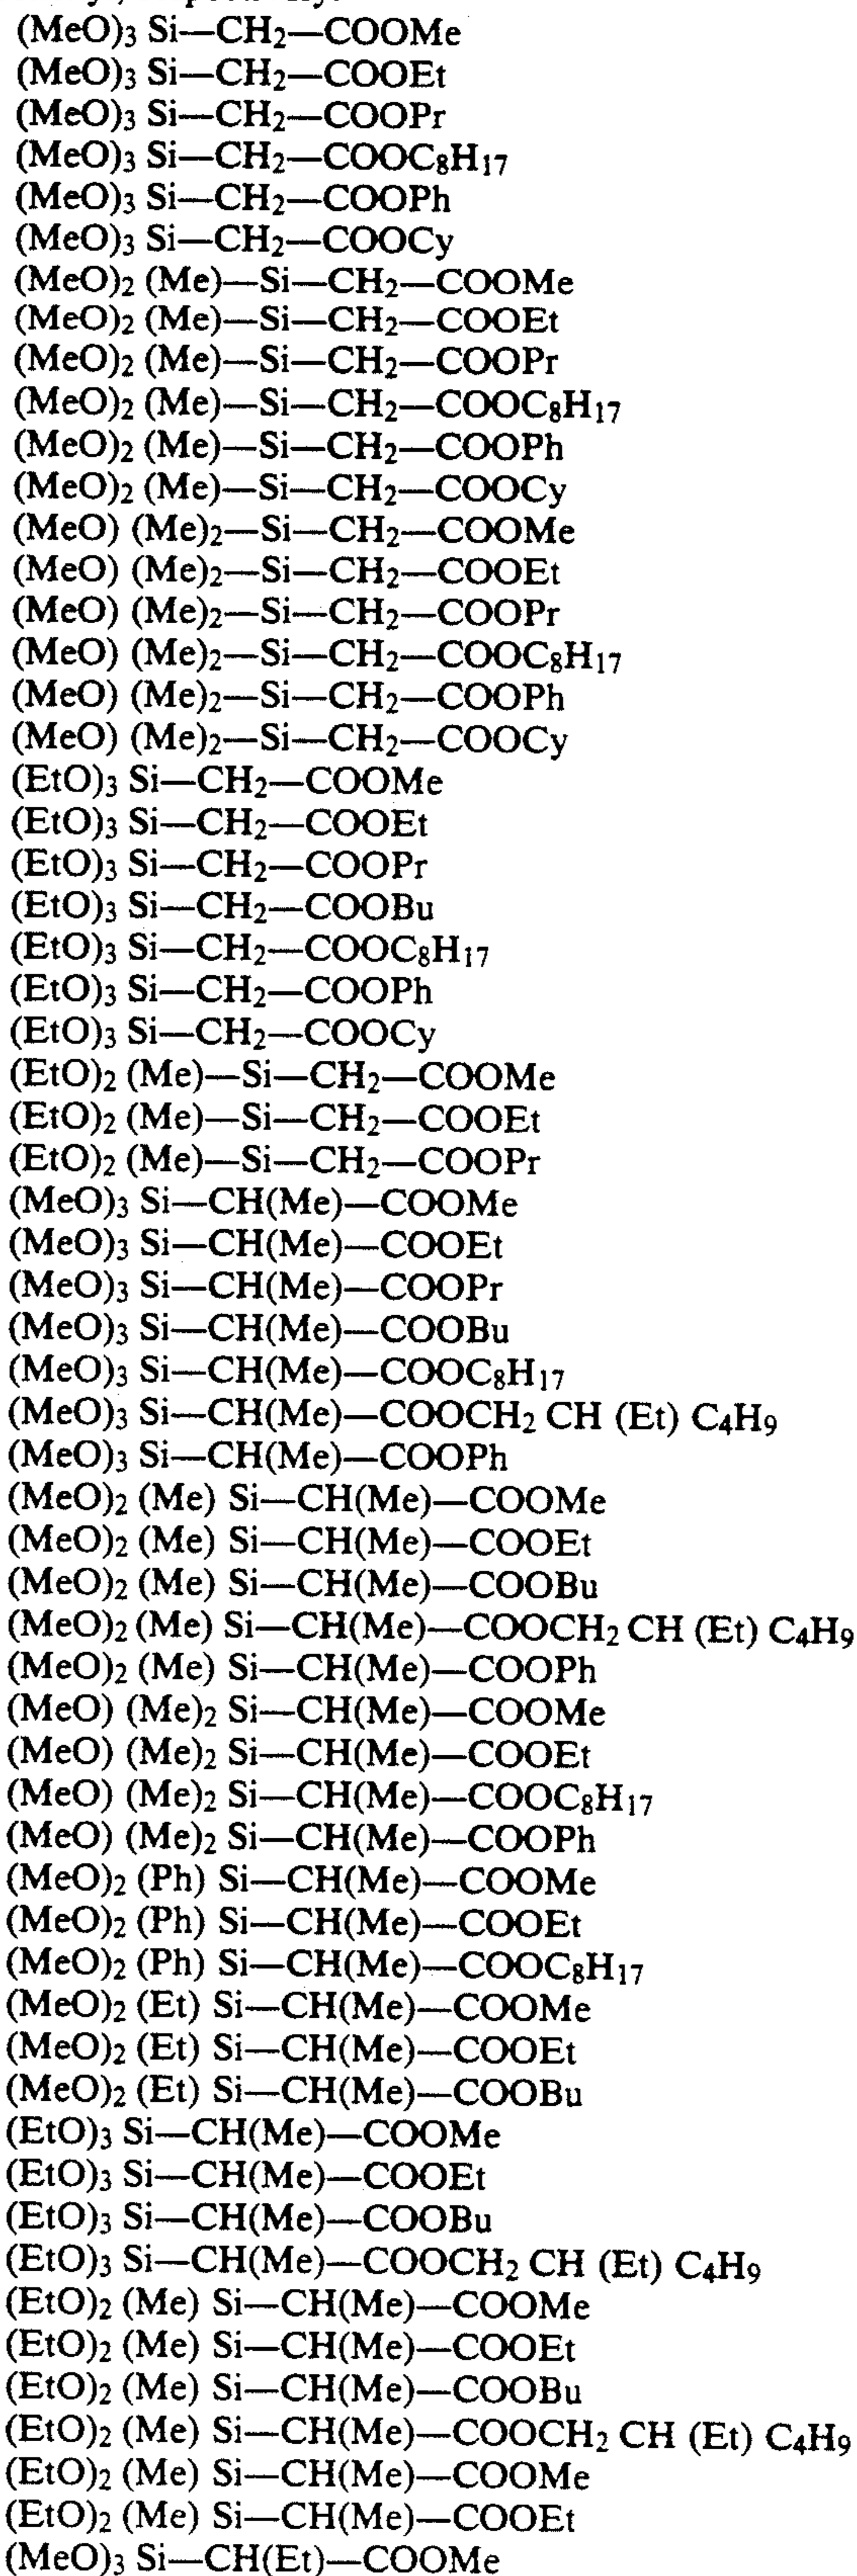 (MeO)₃ Si—CH₂—COOMe
(MeO)₃ Si—CH₂—COOEt
(MeO)₃ Si—CH₂—COOPr
(MeO)₃ Si—CH₂—COOC₈H₁₇
(MeO)₃ Si—CH₂—COOPh
(MeO)₃ Si—CH₂—COOCy
(MeO)₂ (Me)—Si—CH₂—COOMe
(MeO)₂ (Me)—Si—CH₂—COOEt
(MeO)₂ (Me)—Si—CH₂—COOPr
(MeO)₂ (Me)—Si—CH₂—COOC₈H₁₇
(MeO)₂ (Me)—Si—CH₂—COOPh
(MeO)₂ (Me)—Si—CH₂—COOCy
(MeO) (Me)₂—Si—CH₂—COOMe
(MeO) (Me)₂—Si—CH₂—COOEt
(MeO) (Me)₂—Si—CH₂—COOPr
(MeO) (Me)₂—Si—CH₂—COOC₈H₁₇
(MeO) (Me)₂—Si—CH₂—COOPh
(MeO) (Me)₂—Si—CH₂—COOCy
(EtO)₃ Si—CH₂—COOMe
(EtO)₃ Si—CH₂—COOEt
(EtO)₃ Si—CH₂—COOPr
(EtO)₃ Si—CH₂—COOBu
(EtO)₃ Si—CH₂—COOC₈H₁₇
(EtO)₃ Si—CH₂—COOPh
(EtO)₃ Si—CH₂—COOCy
(EtO)₂ (Me)—Si—CH₂—COOMe
(EtO)₂ (Me)—Si—CH₂—COOEt
(EtO)₂ (Me)—Si—CH₂—COOPr
(MeO)₃ Si—CH(Me)—COOMe
(MeO)₃ Si—CH(Me)—COOEt
(MeO)₃ Si—CH(Me)—COOPr
(MeO)₃ Si—CH(Me)—COOBu
(MeO)₃ Si—CH(Me)—COOC₈H₁₇
(MeO)₃ Si—CH(Me)—COOCH₂ CH (Et) C₄H₉
(MeO)₃ Si—CH(Me)—COOPh
(MeO)₂ (Me) Si—CH(Me)—COOMe
(MeO)₂ (Me) Si—CH(Me)—COOEt
(MeO)₂ (Me) Si—CH(Me)—COOBu
(MeO)₂ (Me) Si—CH(Me)—COOCH₂ CH (Et) C₄H₉
(MeO)₂ (Me) Si—CH(Me)—COOPh
(MeO) (Me)₂ Si—CH(Me)—COOMe
(MeO) (Me)₂ Si—CH(Me)—COOEt
(MeO) (Me)₂ Si—CH(Me)—COOC₈H₁₇
(MeO) (Me)₂ Si—CH(Me)—COOPh
(MeO)₂ (Ph) Si—CH(Me)—COOMe
(MeO)₂ (Ph) Si—CH(Me)—COOEt
(MeO)₂ (Ph) Si—CH(Me)—COOC₈H₁₇
(MeO)₂ (Et) Si—CH(Me)—COOMe
(MeO)₂ (Et) Si—CH(Me)—COOEt
(MeO)₂ (Et) Si—CH(Me)—COOBu
(EtO)₃ Si—CH(Me)—COOMe
(EtO)₃ Si—CH(Me)—COOEt
(EtO)₃ Si—CH(Me)—COOBu
(EtO)₃ Si—CH(Me)—COOCH₂ CH (Et) C₄H₉
(EtO)₂ (Me) Si—CH(Me)—COOMe
(EtO)₂ (Me) Si—CH(Me)—COOEt
(EtO)₂ (Me) Si—CH(Me)—COOBu
(EtO)₂ (Me) Si—CH(Me)—COOCH₂ CH (Et) C₄H₉
(EtO)₂ (Me) Si—CH(Me)—COOMe
(EtO)₂ (Me) Si—CH(Me)—COOEt
(MeO)₃ Si—CH(Et)—COOMe